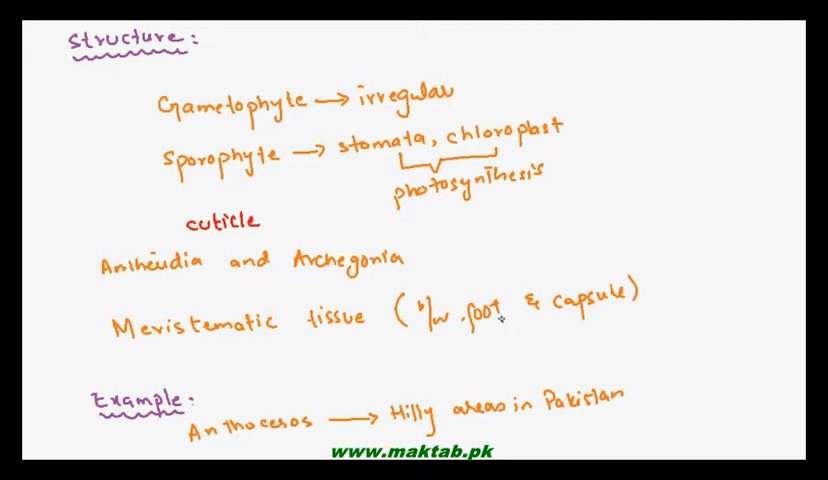 Structure:
Gametophyte → irregular
Sporophyte → stomata, chloroplast
photosynthesis
cuticle
Antheridia and Archegonia
Meristematic tissue (b/w foot & capsule)
Example:
Anthoceros → Hilly areas in Pakistan
www.maktab.pk